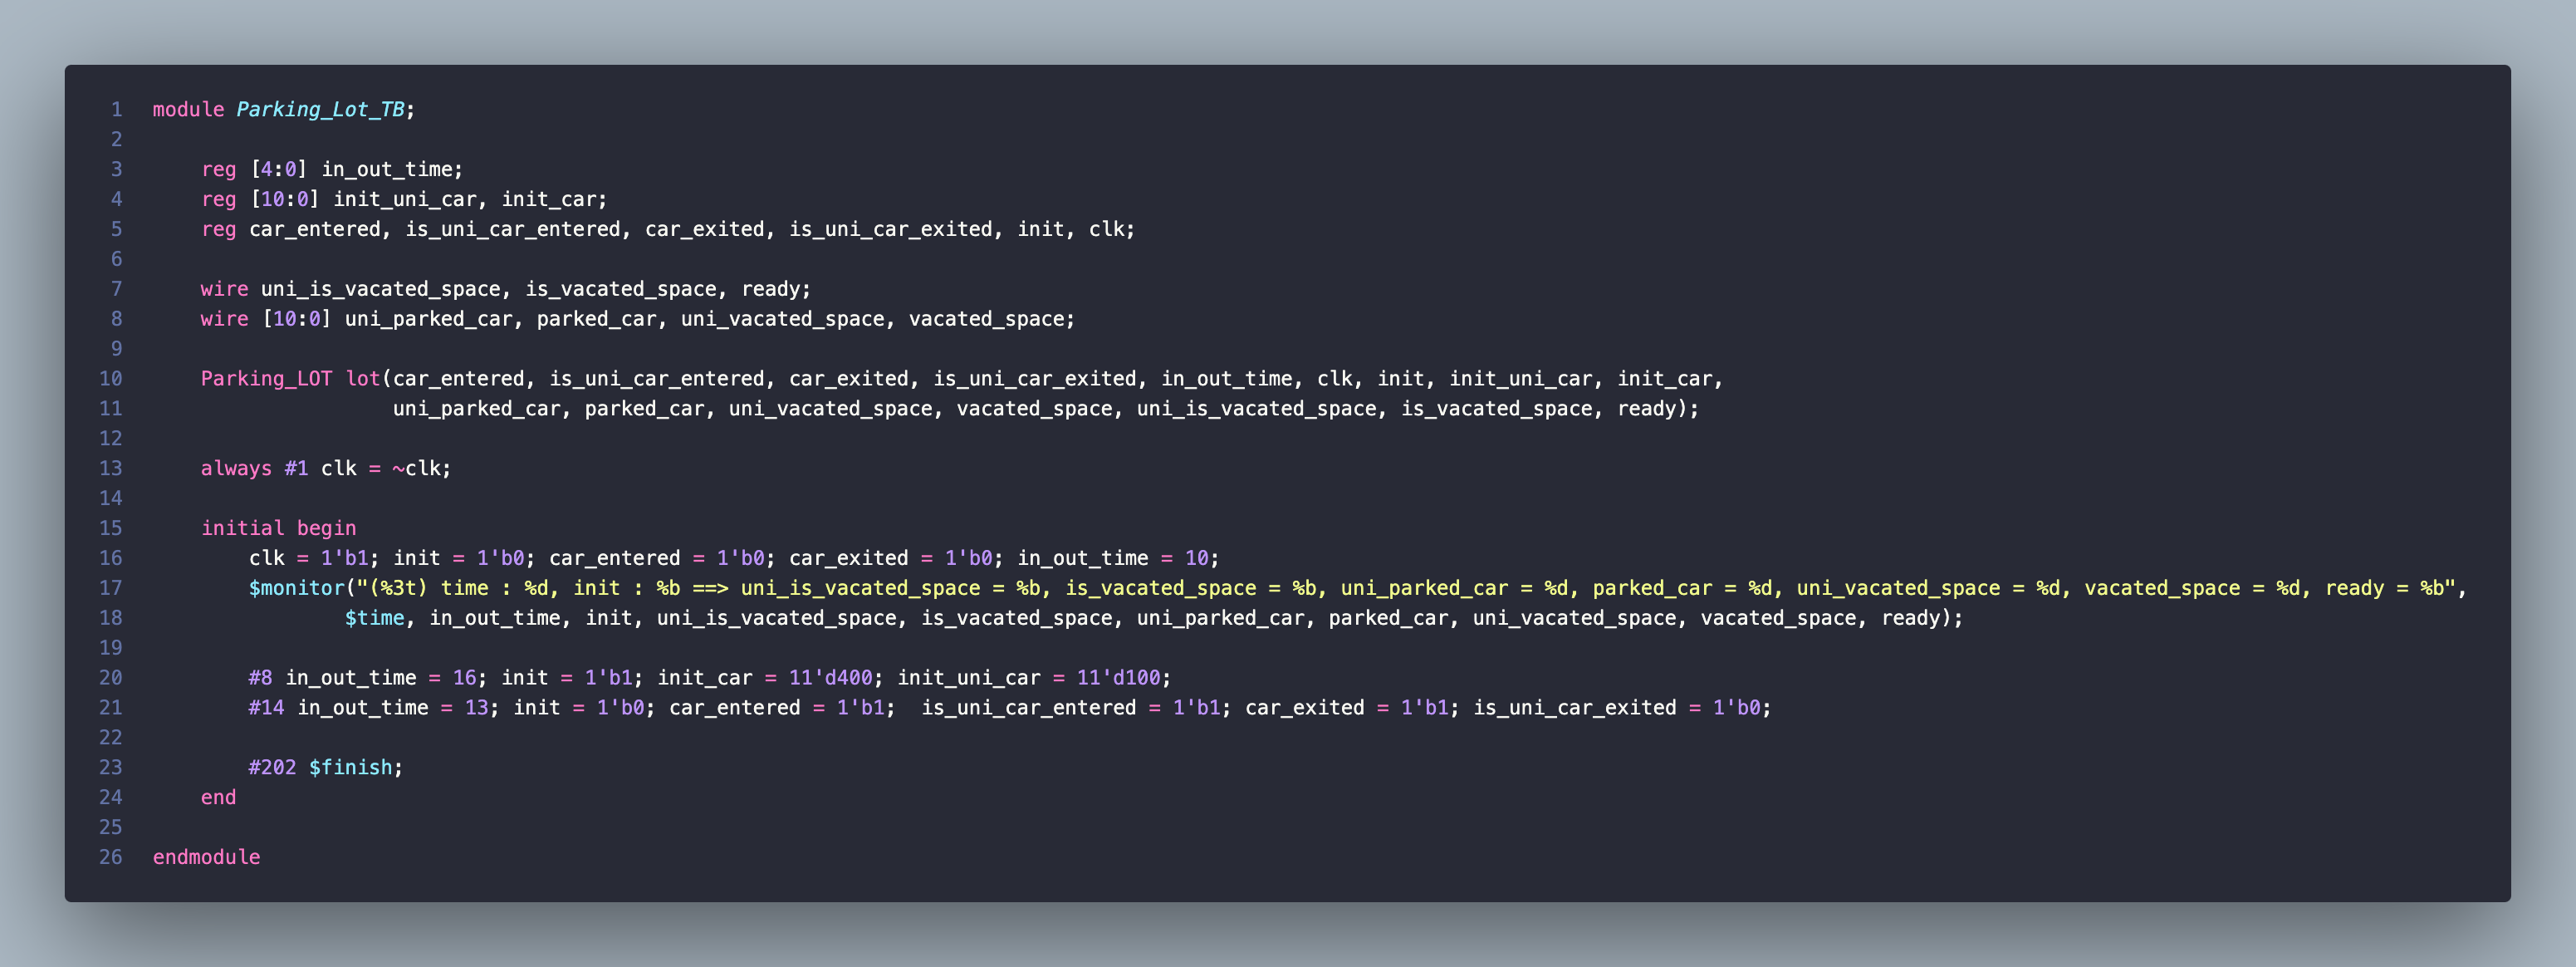 1 module Parking_Lot_TB;
2
3 reg [4:0] in_out_time;
4 reg [10:0] init_uni_car, init_car;
5 reg car_entered, is_uni_car_entered, car_exited, is_uni_car_exited, init, clk;
6
7 wire uni_is_vacated_space, is_vacated_space, ready;
8 wire [10:0] uni_parked_car, parked_car, uni_vacated_space, vacated_space;
9
10 Parking_LOT lot(car_entered, is_uni_car_entered, car_exited, is_uni_car_exited, in_out_time, clk, init, init_uni_car, init_car,
11 uni_parked_car, parked_car, uni_vacated_space, vacated_space, uni_is_vacated_space, is_vacated_space, ready);
12
13 always #1 clk = ~clk;
14
15 initial begin
16 clk = 1'b1; init = 1'b0; car_entered = 1'b0; car_exited = 1'b0; in_out_time = 10;
17 $monitor("(%3t) time : %d, init : %b ==> uni_is_vacated_space = %b, is_vacated_space = %b, uni_parked_car = %d, parked_car = %d, uni_vacated_space = %d, vacated_space = %d, ready = %b",
18 $time, in_out_time, init, uni_is_vacated_space, is_vacated_space, uni_parked_car, parked_car, uni_vacated_space, vacated_space, ready);
19
20 #8 in_out_time = 16; init = 1'b1; init_car = 11'd400; init_uni_car = 11'd100;
21 #14 in_out_time = 13; init = 1'b0; car_entered = 1'b1;  is_uni_car_entered = 1'b1; car_exited = 1'b1; is_uni_car_exited = 1'b0;
22
23 #202 $finish;
24 end
25
26 endmodule